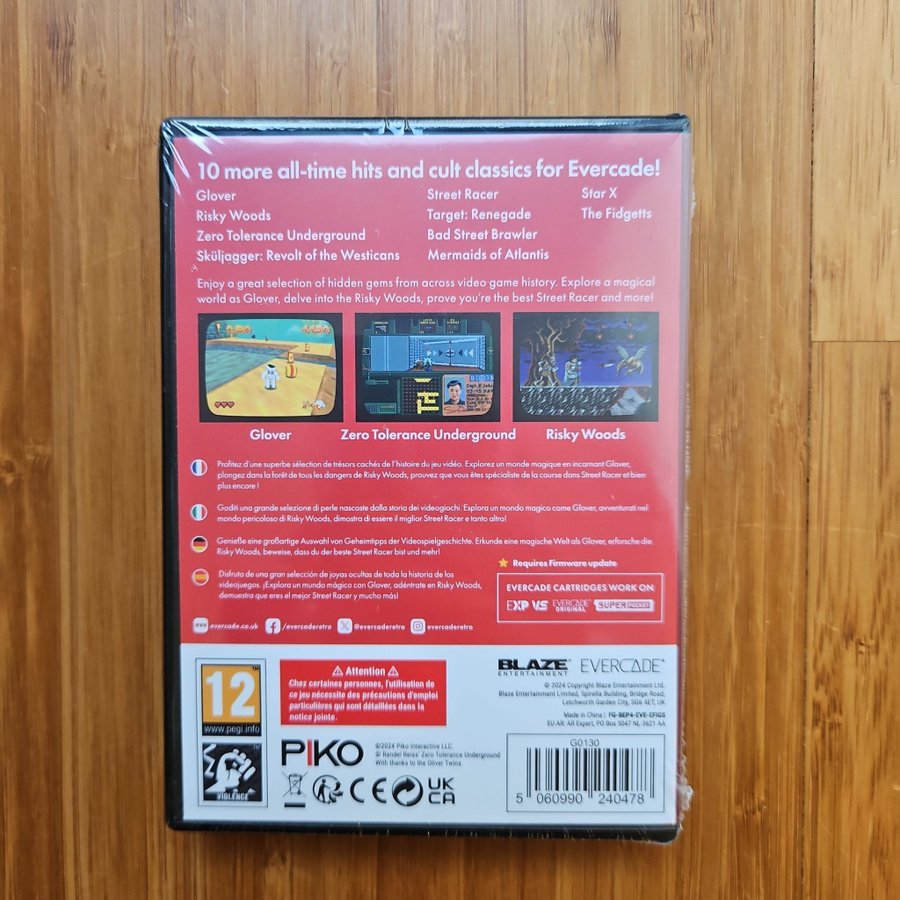 10 more all-time hits and cult classics for Evercade!
Glover
Risky Woods
Zero Tolerance Underground
Sküljagger: Revolt of the Westicans
Street Racer
Target: Renegade
Bad Street Brawler
Mermaids of Atlantis
Star X
The Fidgetts
Enjoy a great selection of hidden gems from across video game history. Explore a magical
world as Glover, delve into the Risky Woods, prove you're the best Street Racer and more!
Glover
Zero Tolerance Underground
Risky Woods
Profitez d'une superbe sélection de trésors cachés de l'histoire du jeu vidéo. Explorez un monde magique en incarnant Glover,
plongez dans la forêt de tous les dangers de Risky Woods, prouvez que vous êtes spécialiste de la course dans Street Racer et bien
plus encore !
Goditi una grande selezione di perle nascoste dalla storia dei videogiochi. Esplora un mondo magico come Glover, avventurati nel
mondo pericoloso di Risky Woods, dimostra di essere il miglior Street Racer e tanto altro!
Genieße eine großartige Auswahl von Geheimtipps der Videospielgeschichte. Erkunde eine magische Welt als Glover, erforsche die
Risky Woods, beweise, dass du der beste Street Racer bist und mehr!
Disfruta de una gran selección de joyas ocultas de toda la historia de los
videojuegos. ¡Explora un mundo mágico con Glover, adéntrate en Risky Woods,
demuestra que eres el mejor Street Racer y mucho más!
Requires Firmware update
EVERCADE CARTRIDGES WORK ON
EXP VS EVERCADE ORIGINAL SUPER POCKET
evercade.co.uk /evercaderetro @evercaderetro evercaderetro
12
www.pegi.info
VIOLENCE
Attention
Chez certaines personnes, l'utilisation de
ce jeu nécessite des précautions d'emploi
particulières qui sont détaillées dans la
notice jointe.
BLAZE ENTERTAINMENT EVERCADE
© 2024 Copyright Blaze Entertainment Ltd.
Blaze Entertainment Limited, Spirella Building, Bridge Road,
Letchworth Garden City, SG6 4ET, UK
Made in China | FG-BEP4-EVE-EFIGS
EU AR: AR Expert, PO Box 5047 NL-3621 AA
PIKO
©2024 Piko Interactive LLC.
© Randel Reiss' Zero Tolerance Underground
With thanks to the Oliver Twins
CE
UK
CA
G0130
5 060990 240478